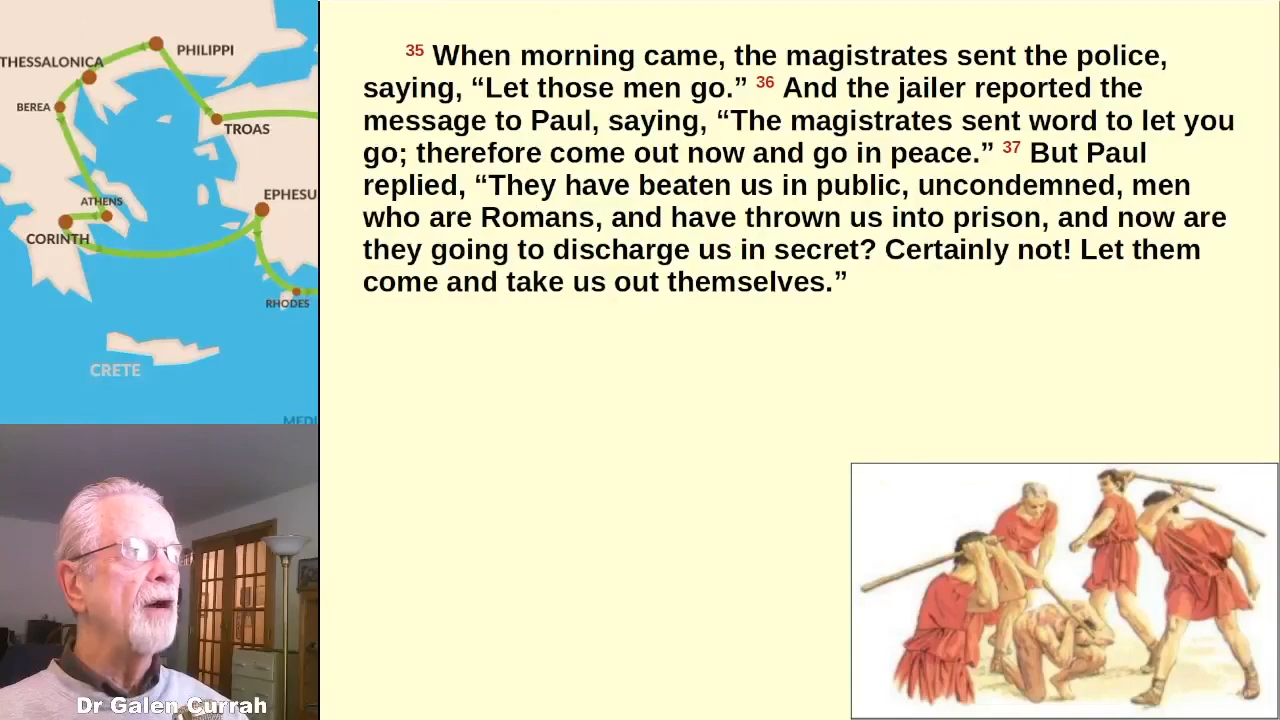 PHILIPPI
THESSALONICA
BEREA
TROAS
ATHENS
EPHESU
CORINTH
RHODES
CRETE
MEDI
35 When morning came, the magistrates sent the police,
saying, “Let those men go.” 36 And the jailer reported the
message to Paul, saying, “The magistrates sent word to let you
go; therefore come out now and go in peace.” 37 But Paul
replied, “They have beaten us in public, uncondemned, men
who are Romans, and have thrown us into prison, and now are
they going to discharge us in secret? Certainly not! Let them
come and take us out themselves.”
Dr Galen Currah